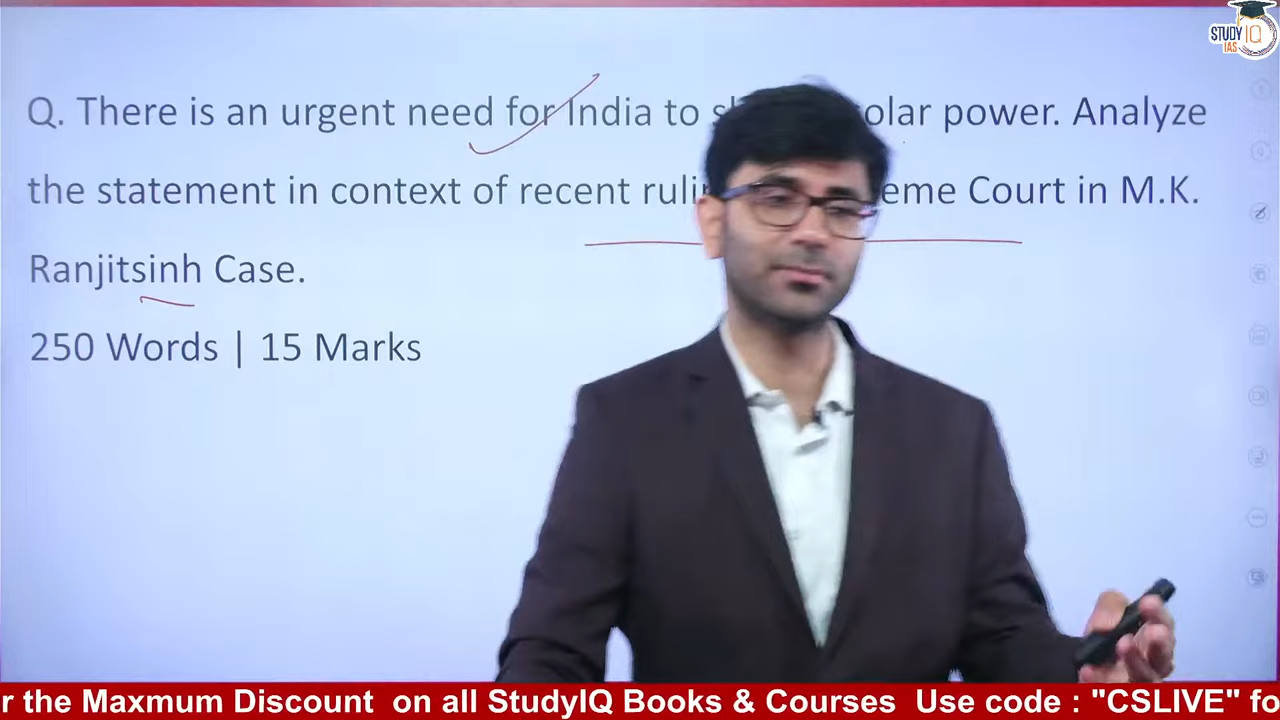 STUDY IQ
IAS
Q. There is an urgent need for India to olar power. Analyze
the statement in context of recent eme Court in M.K.
Ranjitsinh Case.
250 Words | 15 Marks
r the Maxmum Discount on all StudyIQ Books & Courses Use code : "CSLIVE" fo